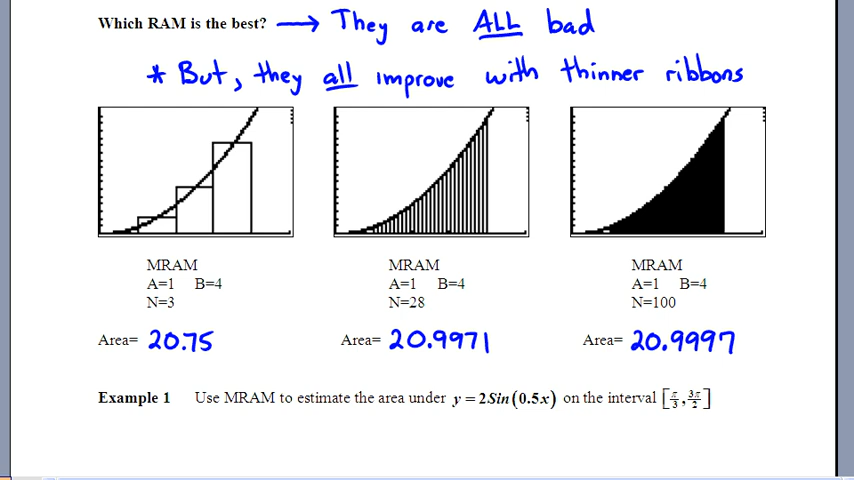 Which RAM is the best? → They are ALL bad
* But, they all improve with thinner ribbons
MRAM MRAM MRAM
A=1 B=4 A=1 B=4 A=1 B=4
N=3 N=28 N=100
Area= 20.75 Area= 20.9971 Area= 20.9997
Example 1 Use MRAM to estimate the area under y = 2Sin(0.5x) on the interval [π/3, 3π/2]